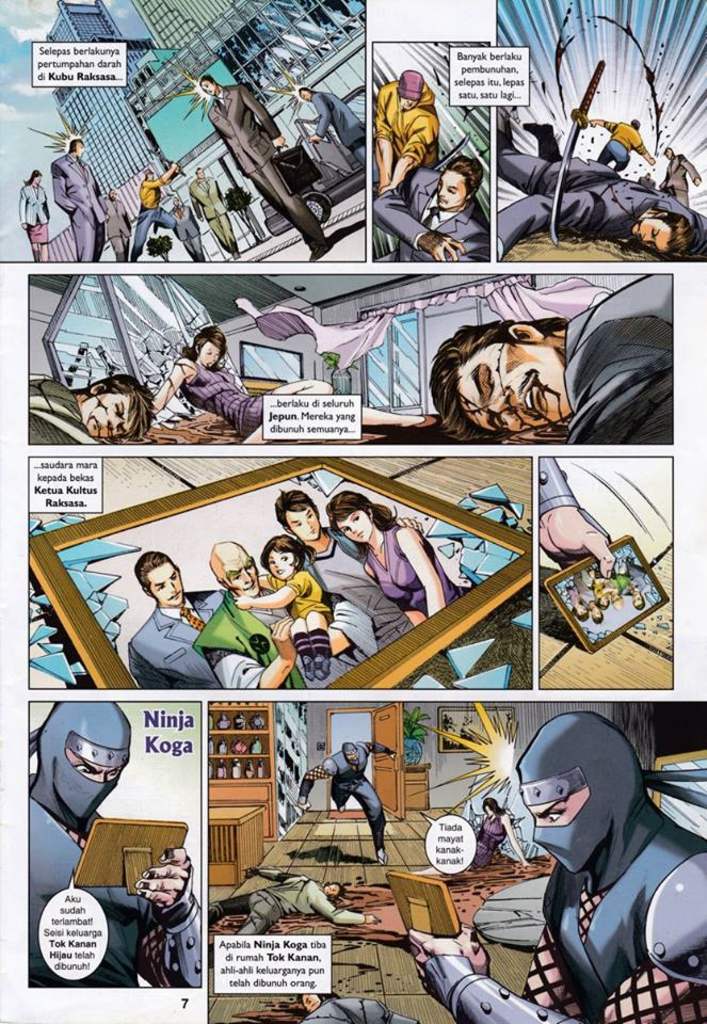 Selepas berlakunya
pertumpahan darah
di Kubu Raksasa...
Banyak berlaku
pembunuhan,
selepas itu, lepas
satu, satu lagi...
...berlaku di seluruh
Jepun. Mereka yang
dibunuh semuanya...
...saudara mara
kepada bekas
Ketua Kultus
Raksasa.
Ninja
Koga
Aku
sudah
terlambat!
Seisi keluarga
Tok Kanan
Hijau telah
dibunuh!
Tiada
mayat
kanak-
kanak!
Apabila Ninja Koga tiba
di rumah Tok Kanan,
ahli-ahli keluarganya pun
telah dibunuh orang.
7